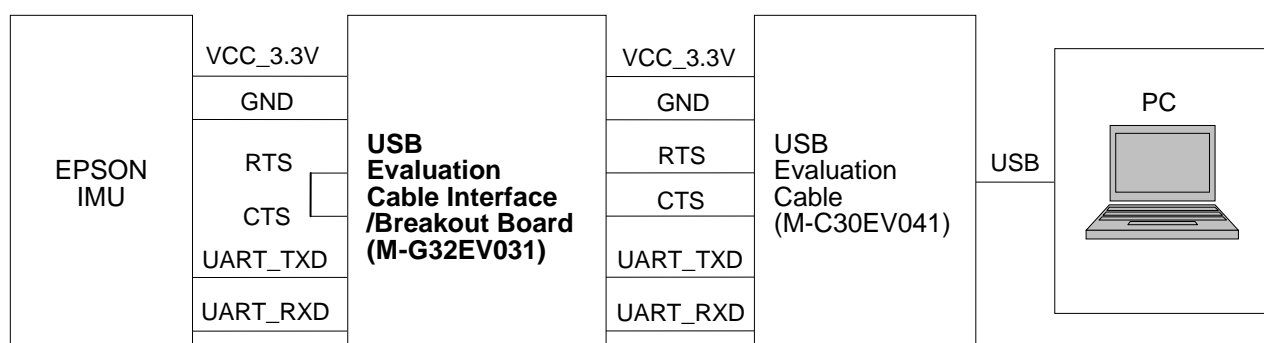 EPSON
IMU
VCC_3.3V
GND
RTS
CTS
UART_TXD
UART_RXD
USB
Evaluation
Cable Interface
/Breakout Board
(M-G32EV031)
VCC_3.3V
GND
RTS
CTS
UART_TXD
UART_RXD
USB
Evaluation
Cable
(M-C30EV041)
USB
PC